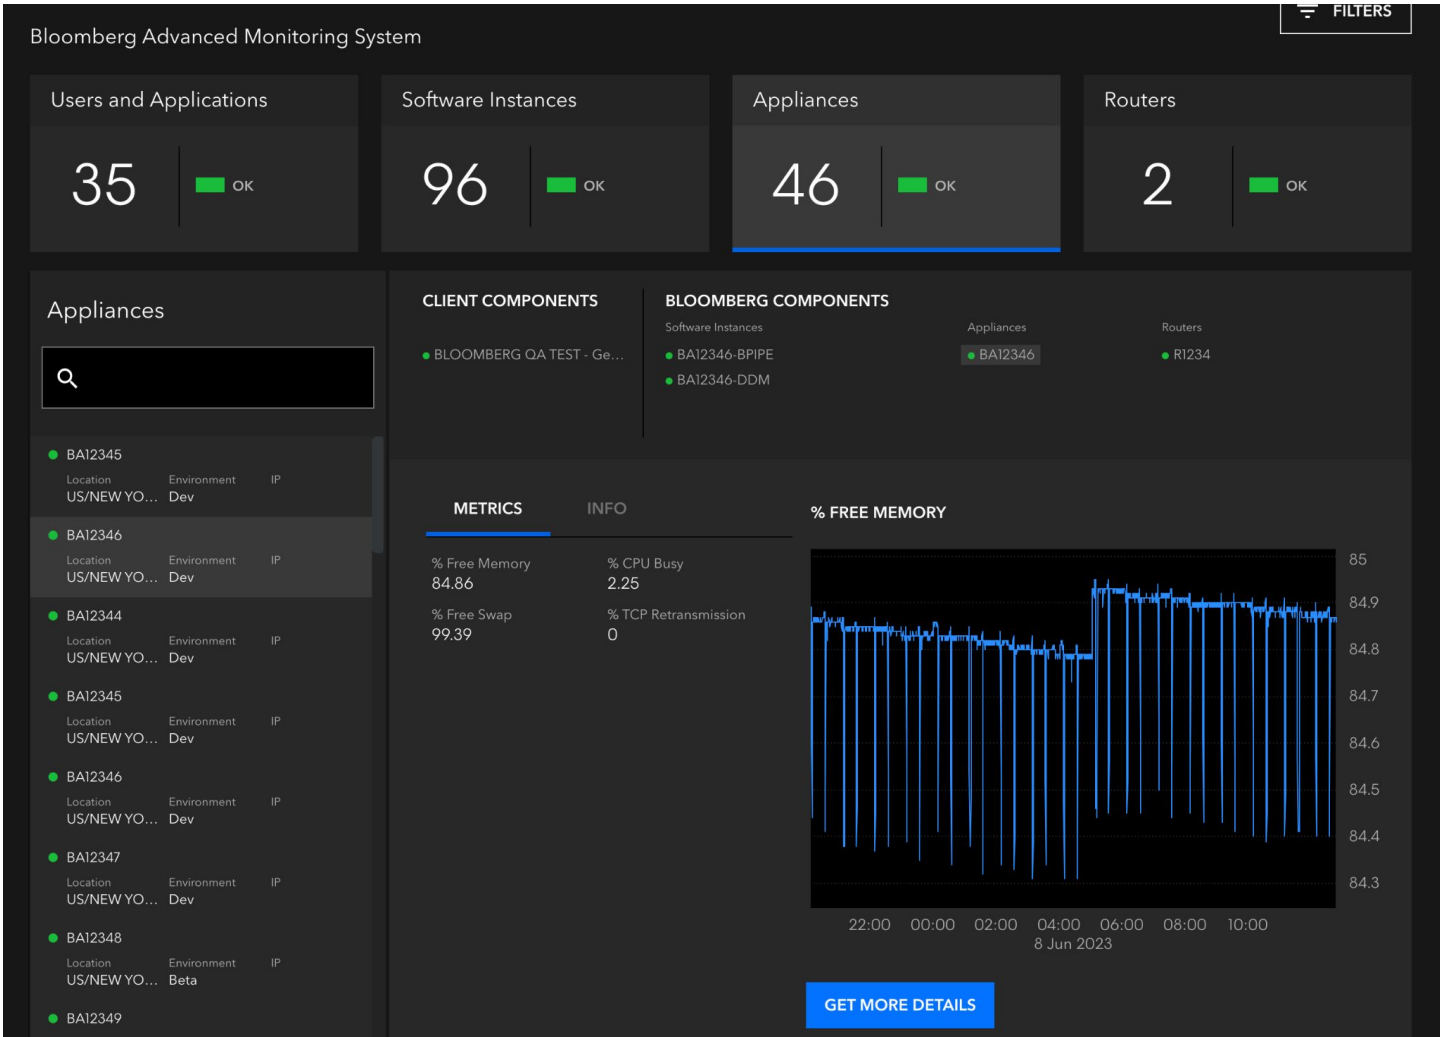 FILTERS
Bloomberg Advanced Monitoring System
Users and Applications
35 OK
Software Instances
96 OK
Appliances
46 OK
Routers
2 OK
Appliances
BA12345
Location Environment IP
US/NEW YO... Dev
BA12346
Location Environment IP
US/NEW YO... Dev
BA12344
Location Environment IP
US/NEW YO... Dev
BA12345
Location Environment IP
US/NEW YO... Dev
BA12346
Location Environment IP
US/NEW YO... Dev
BA12347
Location Environment IP
US/NEW YO... Dev
BA12348
Location Environment IP
US/NEW YO... Beta
BA12349
CLIENT COMPONENTS
BLOOMBERG QA TEST - Ge...
BLOOMBERG COMPONENTS
Software Instances Appliances Routers
BA12346-BPIPE BA12346 R1234
BA12346-DDM
METRICS INFO
% Free Memory % CPU Busy
84.86 2.25
% Free Swap % TCP Retransmission
99.39 0
% FREE MEMORY
85
84.9
84.8
84.7
84.6
84.5
84.4
84.3
22:00 00:00 02:00 04:00 06:00 08:00 10:00
8 Jun 2023
GET MORE DETAILS